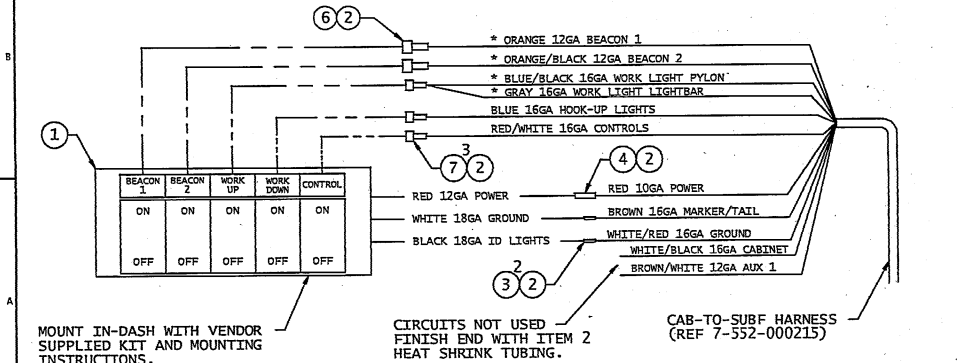 B
6 2
* ORANGE 12GA BEACON 1
* ORANGE/BLACK 12GA BEACON 2
* BLUE/BLACK 16GA WORK LIGHT PYLON
* GRAY 16GA WORK LIGHT LIGHTBAR
BLUE 16GA HOOK-UP LIGHTS
RED/WHITE 16GA CONTROLS
1
3
7 2
4 2
BEACON 1 BEACON 2 WORK UP WORK DOWN CONTROL
ON ON ON ON ON
OFF OFF OFF OFF OFF
RED 12GA POWER
RED 10GA POWER
WHITE 18GA GROUND
BROWN 16GA MARKER/TAIL
BLACK 18GA ID LIGHTS
WHITE/RED 16GA GROUND
WHITE/BLACK 16GA CABINET
BROWN/WHITE 12GA AUX 1
2
3 2
A
MOUNT IN-DASH WITH VENDOR
SUPPLIED KIT AND MOUNTING
INSTRUCTIONS.
CIRCUITS NOT USED
FINISH END WITH ITEM 2
HEAT SHRINK TUBING.
CAB-TO-SUBF HARNESS
(REF 7-552-000215)